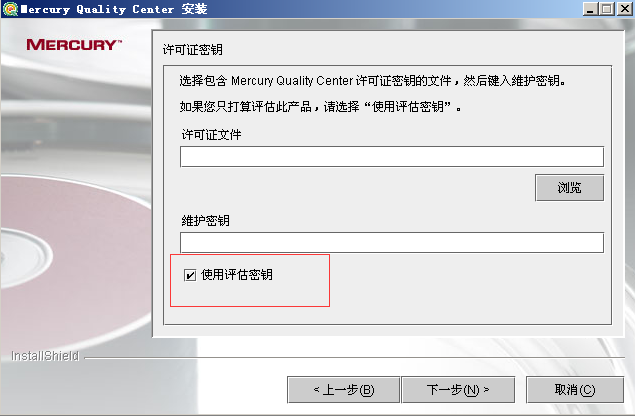 Mercury Quality Center 安装
MERCURY™
许可证密钥
选择包含 Mercury Quality Center 许可证密钥的文件，然后键入维护密钥。
如果您只打算评估此产品，请选择“使用评估密钥”。
许可证文件
浏览
维护密钥
使用评估密钥
InstallShield
< 上一步(B)
下一步(N) >
取消(C)